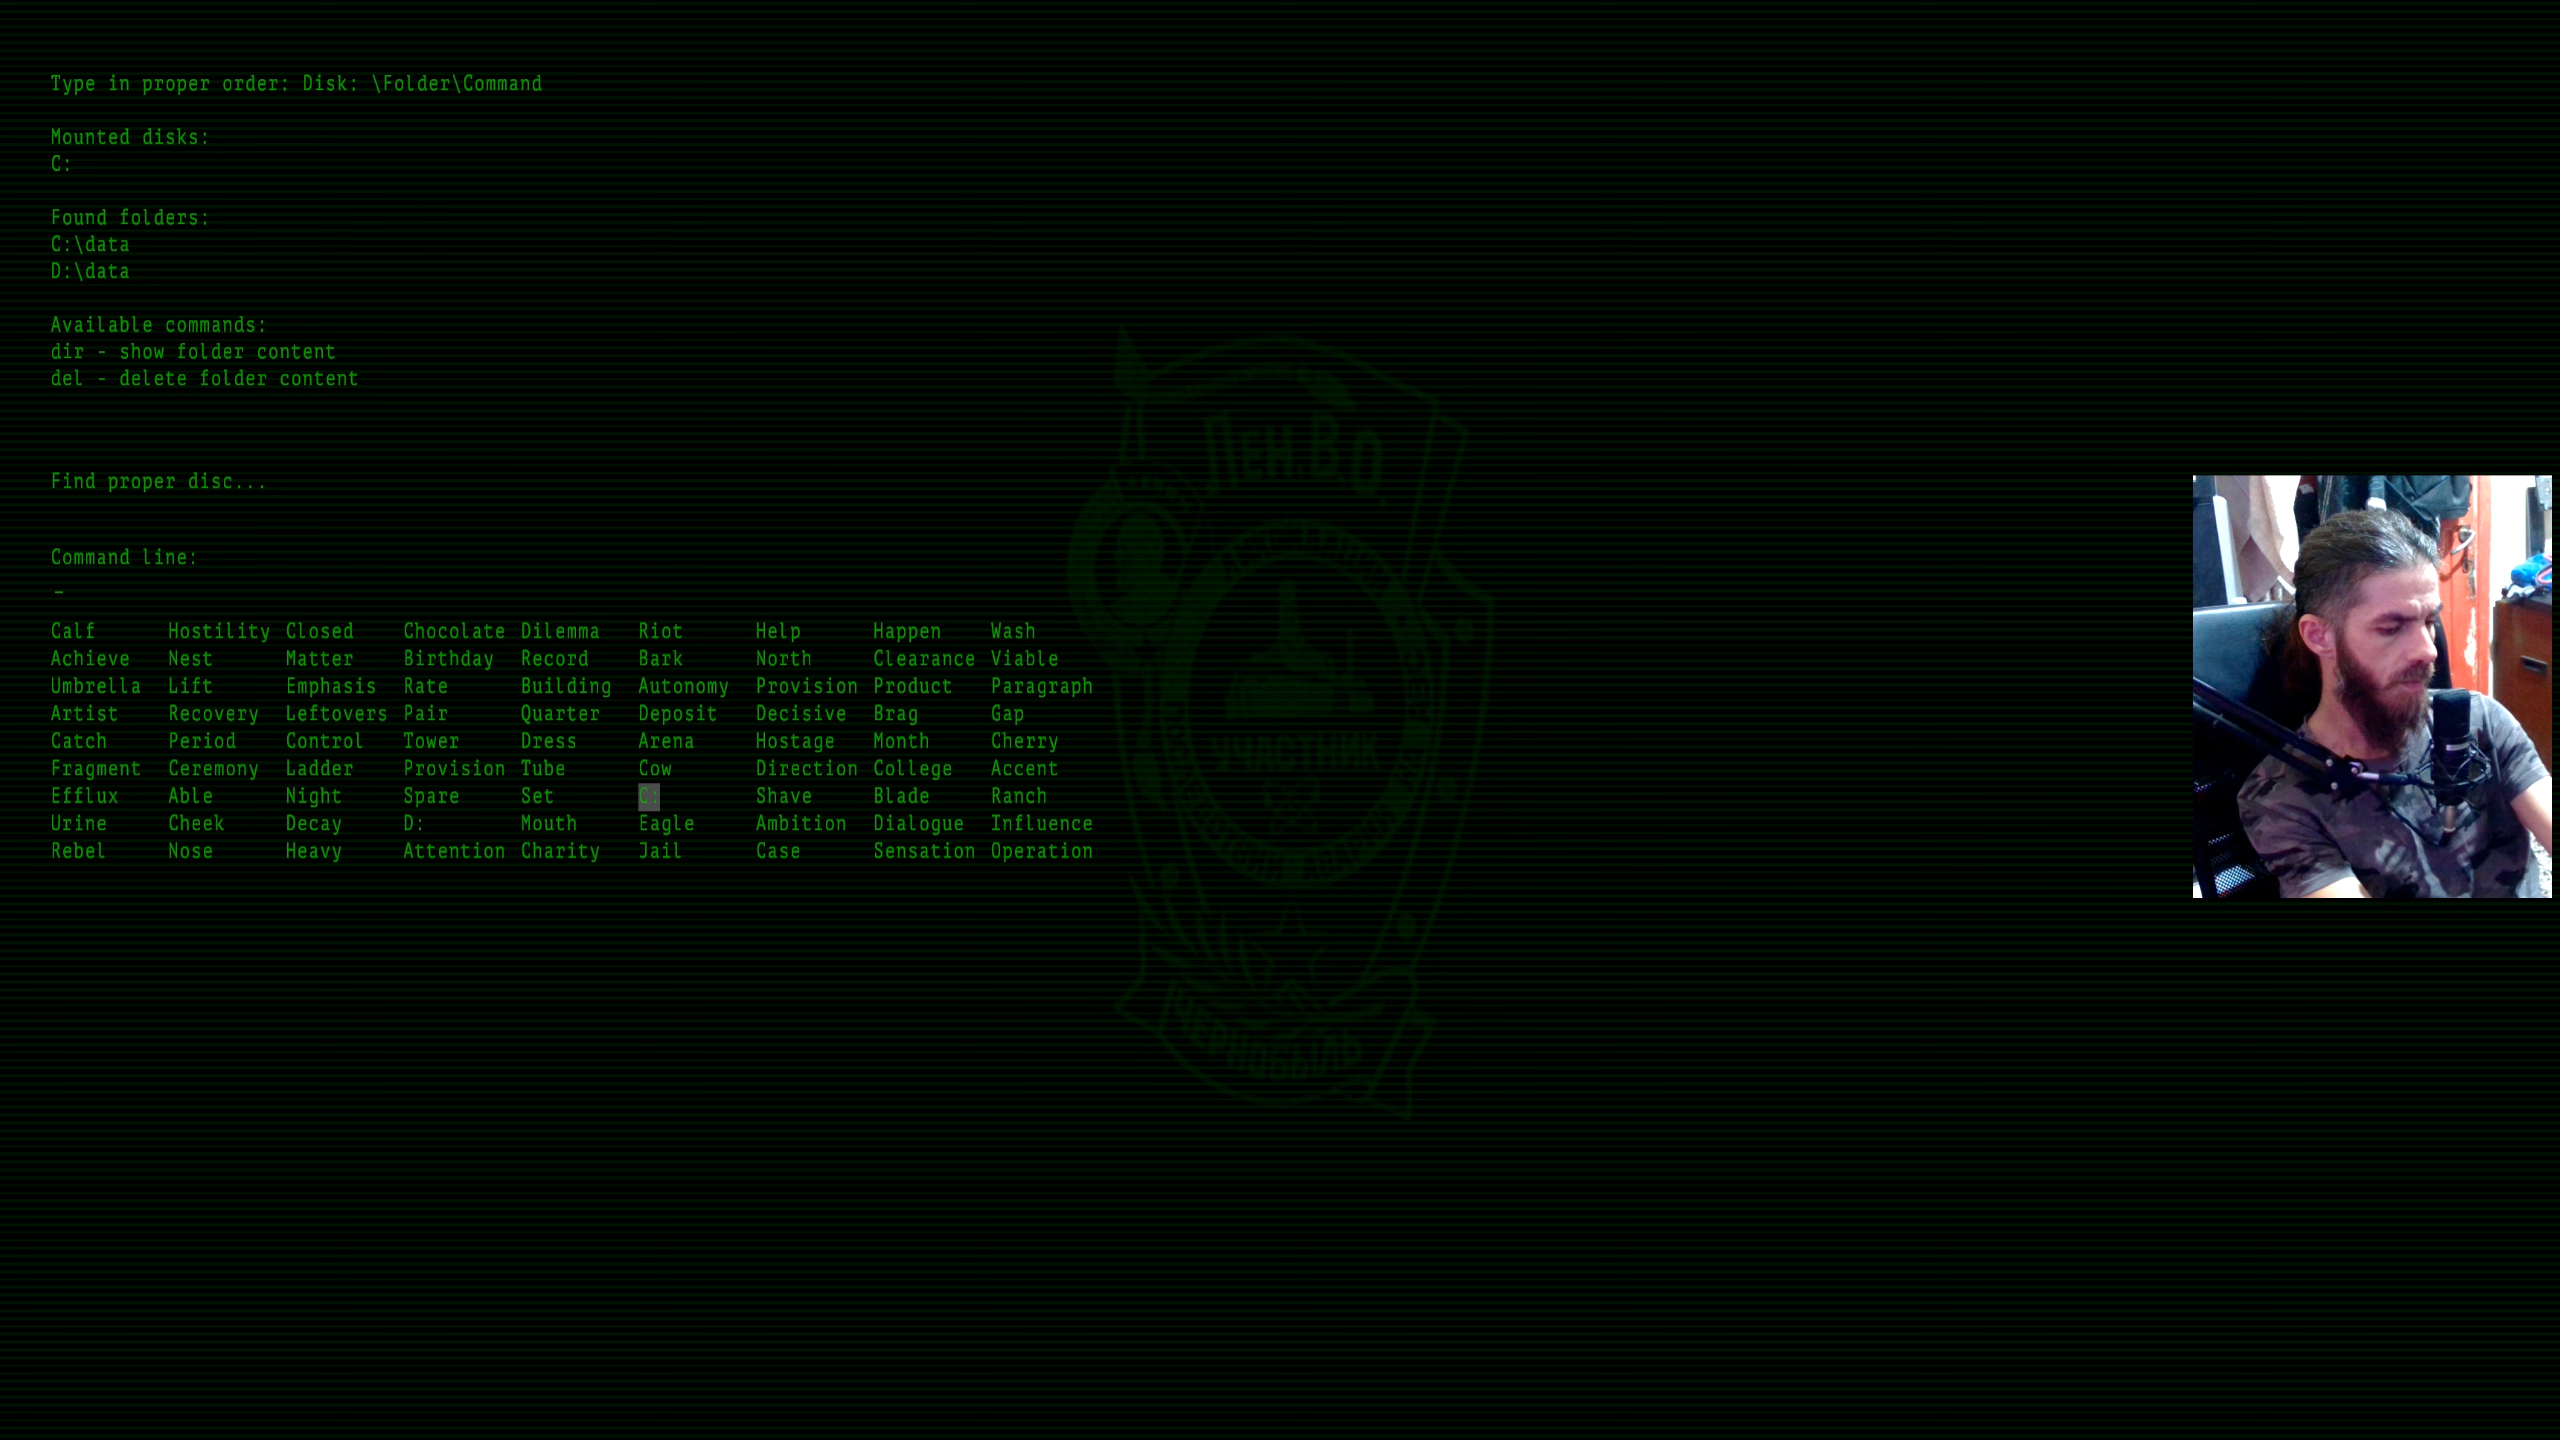 Type in proper order: Disk: \Folder\Command
Mounted disks:
C:
Found folders:
C:\data
D:\data
Available commands:
dir - show folder content
del - delete folder content
Find proper disc...
Command line:
_
Calf Hostility Closed Chocolate Dilemma Riot Help Happen Wash
Achieve Nest Matter Birthday Record Bark North Clearance Viable
Umbrella Lift Emphasis Rate Building Autonomy Provision Product Paragraph
Artist Recovery Leftovers Pair Quarter Deposit Decisive Brag Gap
Catch Period Control Tower Dress Arena Hostage Month Cherry
Fragment Ceremony Ladder Provision Tube Cow Direction College Accent
Efflux Able Night Spare Set C: Shave Blade Ranch
Urine Cheek Decay D: Mouth Eagle Ambition Dialogue Influence
Rebel Nose Heavy Attention Charity Jail Case Sensation Operation
Лен.В.О.
УЧАСТНИК
ЧЕРНОБЫЛЬ